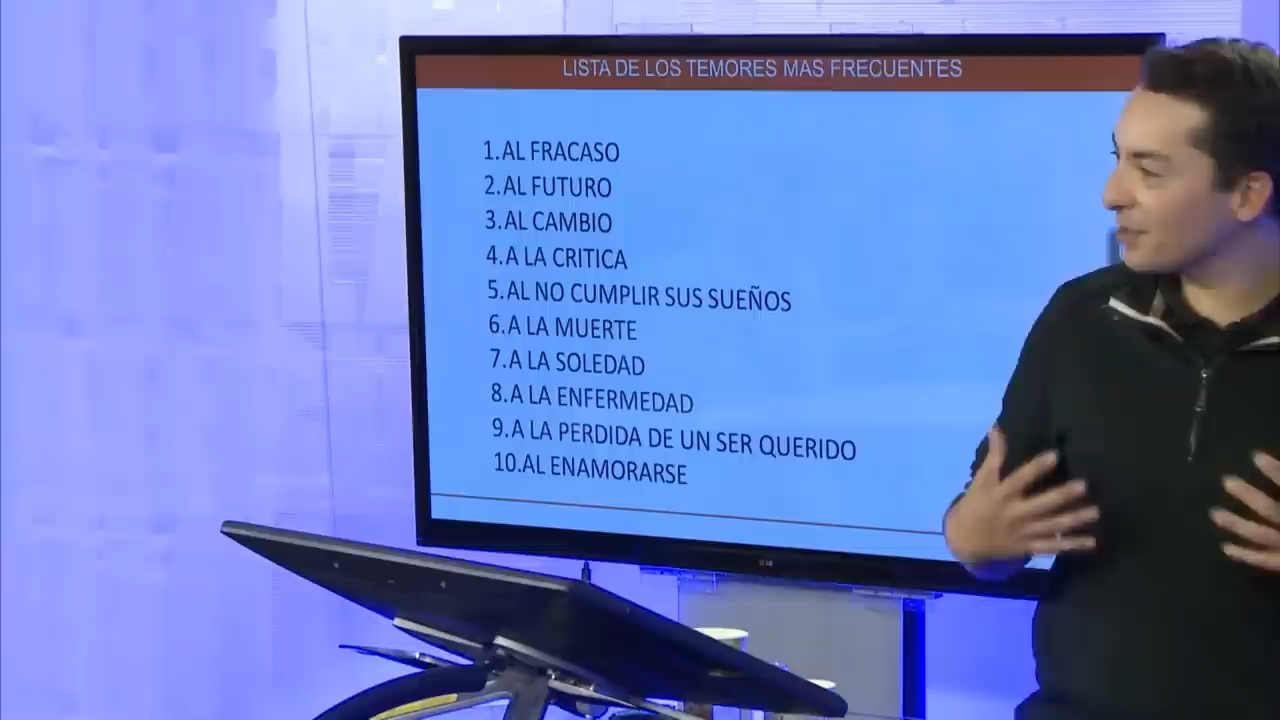 LISTA DE LOS TEMORES MAS FRECUENTES
1.AL FRACASO
2.AL FUTURO
3.AL CAMBIO
4.A LA CRITICA
5.AL NO CUMPLIR SUS SUEÑOS
6.A LA MUERTE
7.A LA SOLEDAD
8.A LA ENFERMEDAD
9.A LA PERDIDA DE UN SER QUERIDO
10.AL ENAMORARSE
LG